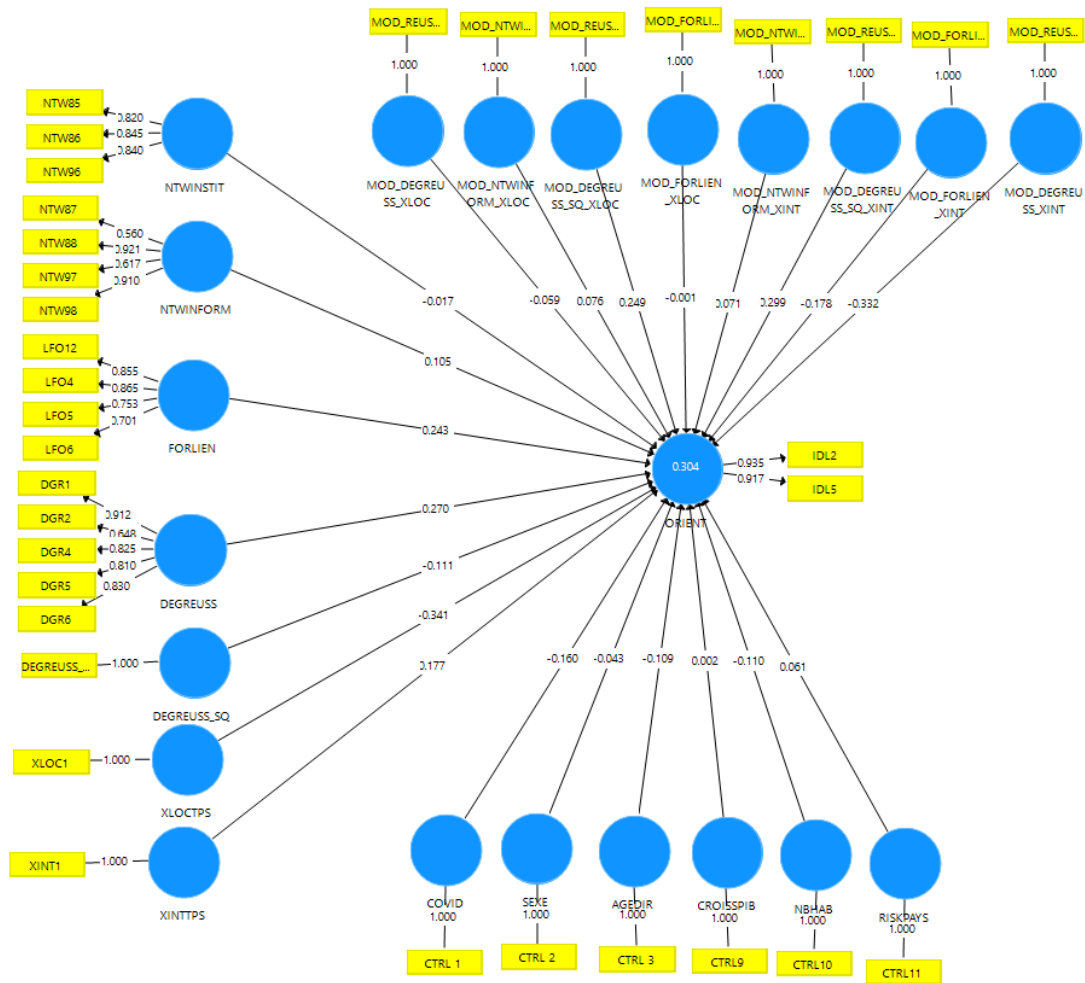 MOD_REUS...
MOD_NTWI...
MOD_REUS...
MOD_FORLI...
MOD_NTWI...
MOD_REUS...
MOD_FORLI...
MOD_REUS...
1.000
1.000
1.000
1.000
1.000
1.000
1.000
1.000
MOD_DEGREU
SS_XLOC
MOD_NTWINF
ORM_XLOC
MOD_DEGREU
SS_SQ_XLOC
MOD_FORLIEN
_XLOC
MOD_NTWINF
ORM_XINT
MOD_DEGREU
SS_SQ_XINT
MOD_FORLIEN
_XINT
MOD_DEGREU
SS_XINT
NTW85
NTW86
NTW96
0.820
0.845
0.840
NTWINSTIT
NTW87
NTW88
NTW97
NTW98
0.560
0.921
0.617
0.910
NTWINFORM
LFO12
LFO4
LFO5
LFO6
0.855
0.865
0.753
0.701
FORLIEN
DGR1
DGR2
DGR4
DGR5
DGR6
0.912
0.648
0.825
0.810
0.830
DEGREUSS
DEGREUSS_...
1.000
DEGREUSS_SQ
XLOC1
1.000
XLOCTPS
XINT1
1.000
XINTTPS
-0.017
0.105
0.243
0.270
-0.111
-0.341
0.177
-0.059
0.076
0.249
-0.001
0.071
0.299
-0.178
-0.332
0.304
ORIENT
0.935
0.917
IDL2
IDL5
-0.160
-0.043
-0.109
0.002
-0.110
0.061
COVID
SEXE
AGEDIR
CROISSPIB
NBHAB
RISKPAYS
1.000
1.000
1.000
1.000
1.000
1.000
CTRL 1
CTRL 2
CTRL 3
CTRL9
CTRL10
CTRL11